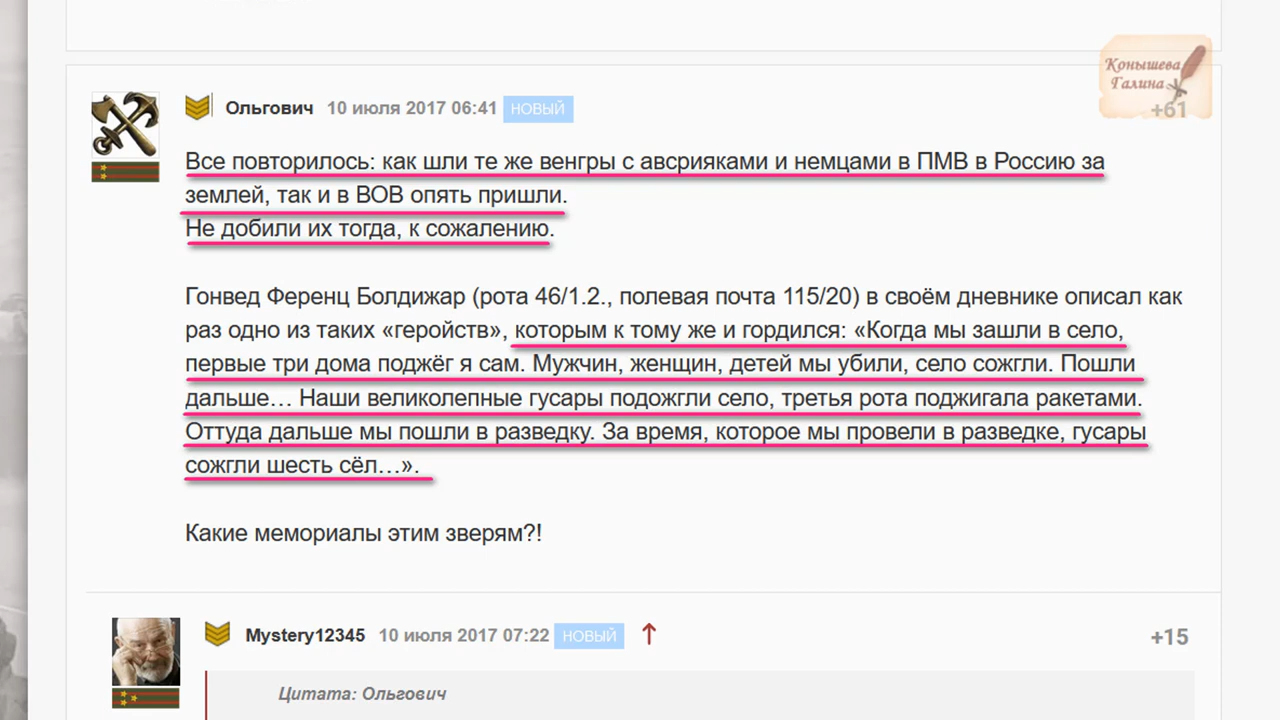 Конышева
Галина
Ольгович 10 июля 2017 06:41 НОВЫЙ +61
Все повторилось: как шли те же венгры с авсрияками и немцами в ПМВ в Россию за
землей, так и в ВОВ опять пришли.
Не добили их тогда, к сожалению.
Гонвед Ференц Болдижар (рота 46/1.2., полевая почта 115/20) в своём дневнике описал как
раз одно из таких «геройств», которым к тому же и гордился: «Когда мы зашли в село,
первые три дома поджёг я сам. Мужчин, женщин, детей мы убили, село сожгли. Пошли
дальше… Наши великолепные гусары подожгли село, третья рота поджигала ракетами.
Оттуда дальше мы пошли в разведку. За время, которое мы провели в разведке, гусары
сожгли шесть сёл…».
Какие мемориалы этим зверям?!
Mystery12345 10 июля 2017 07:22 НОВЫЙ +15
Цитата: Ольгович